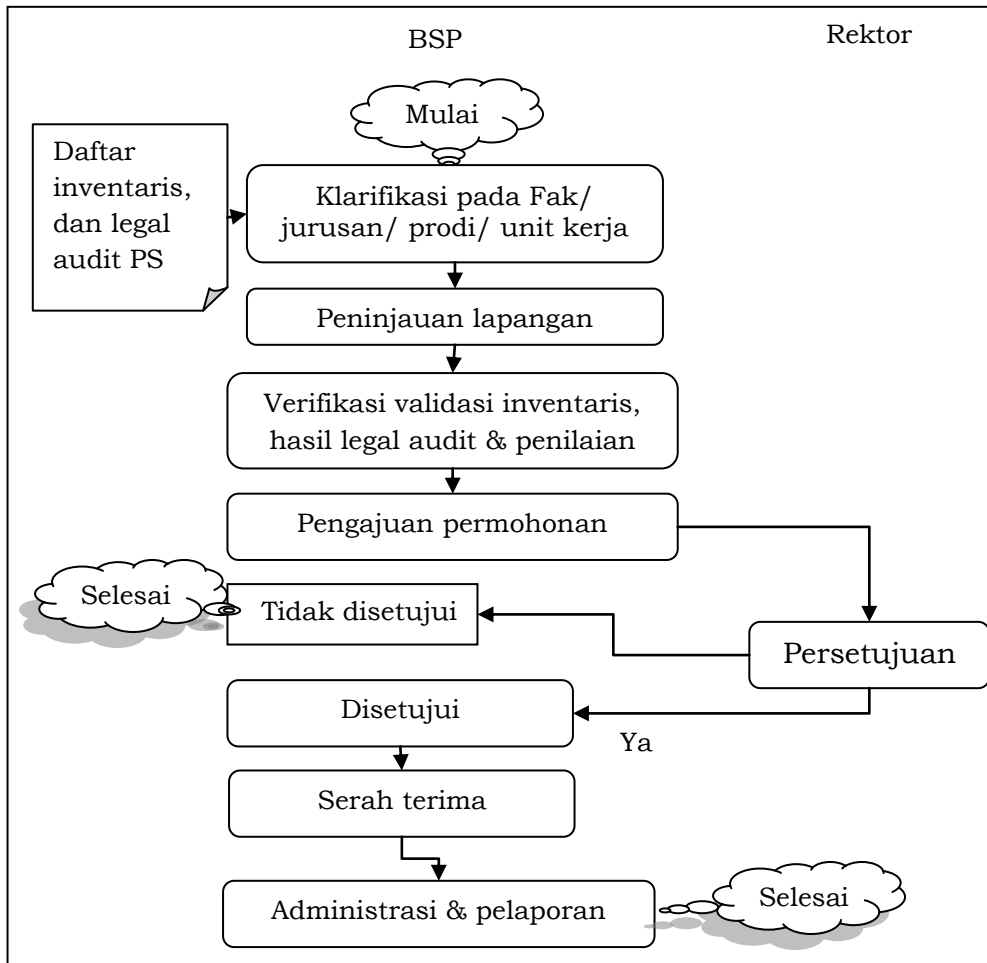 BSP
Rektor
Mulai
Daftar
inventaris,
dan legal
audit PS
Klarifikasi pada Fak/
jurusan/ prodi/ unit kerja
Peninjauan lapangan
Verifikasi validasi inventaris,
hasil legal audit & penilaian
Pengajuan permohonan
Selesai
Tidak disetujui
Persetujuan
Disetujui
Ya
Serah terima
Administrasi & pelaporan
Selesai